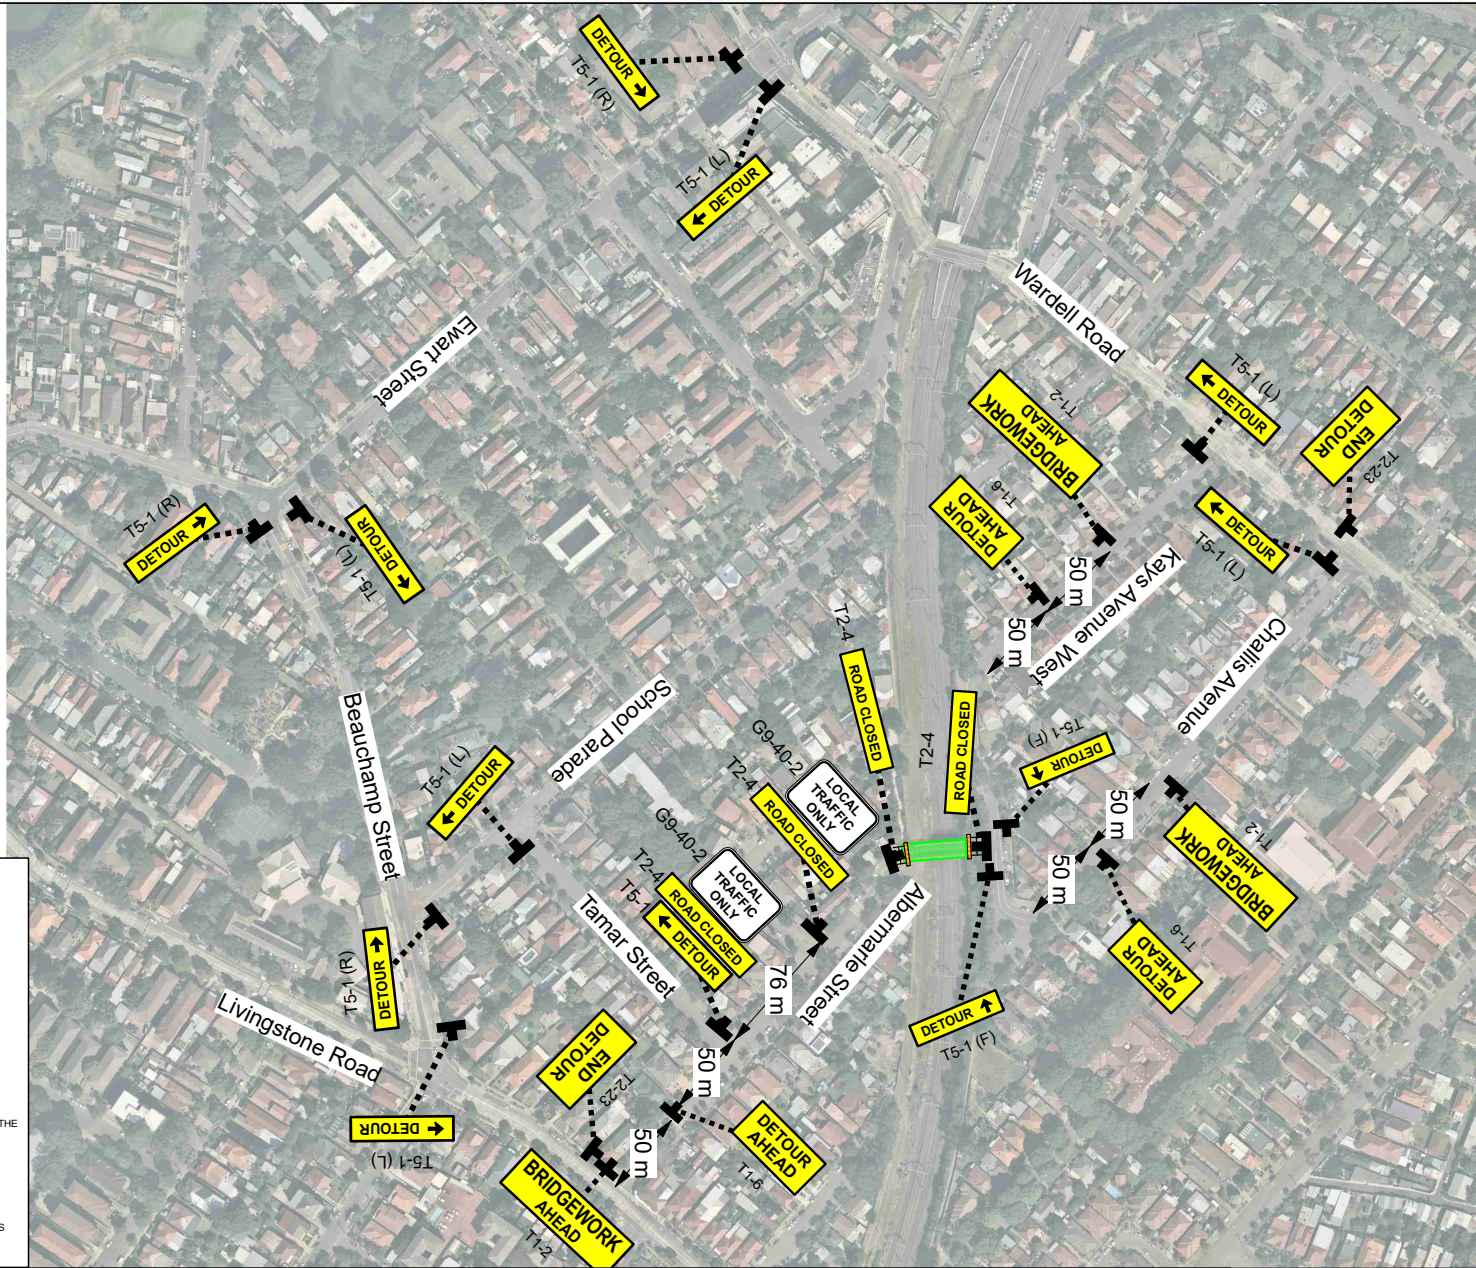 DETOUR →
T5-1 (R)
T5-1 (L)
← DETOUR
Wardell Road
Ewart Street
T5-1 (L)
← DETOUR
END
DETOUR
T2-23
T1-2
BRIDGEWORK
AHEAD
T1-6
DETOUR
AHEAD
← DETOUR
T5-1 (L)
50 m
50 m
Kays Avenue West
Challis Avenue
T5-1 (R)
DETOUR →
DETOUR →
T5-1 (L)
T2-4
ROAD CLOSED
T2-4
ROAD CLOSED
T5-1 (F)
DETOUR →
School Parade
Beauchamp Street
T5-1 (L)
← DETOUR
G9-40-2
LOCAL
TRAFFIC
ONLY
T2-4
ROAD CLOSED
50 m
50 m
T1-2
BRIDGEWORK
AHEAD
T1-6
DETOUR
AHEAD
G9-40-2
LOCAL
TRAFFIC
ONLY
T2-4
ROAD CLOSED
T5-1
← DETOUR
Tamar Street
Albermarle Street
76 m
DETOUR →
T5-1 (F)
T5-1 (R)
DETOUR →
Livingstone Road
← DETOUR
T5-1 (L)
END
DETOUR
T2-23
50 m
50 m
DETOUR
AHEAD
T1-6
BRIDGEWORK
AHEAD
T1-2
THE
S